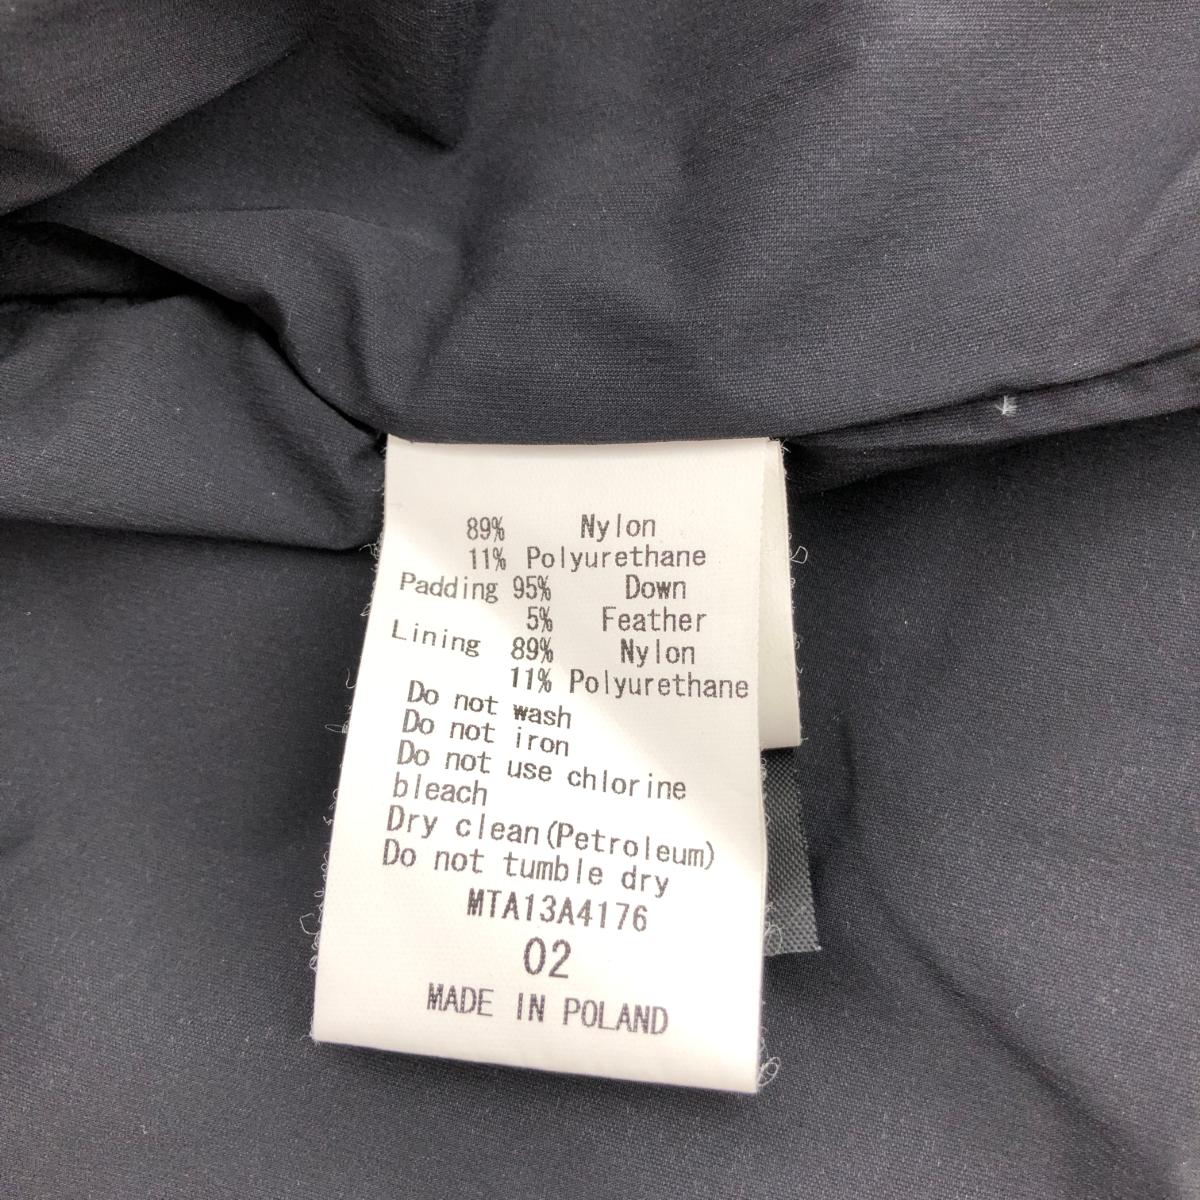 89% Nylon
11% Polyurethane
Padding 95% Down
5% Feather
Lining 89% Nylon
11% Polyurethane
Do not wash
Do not iron
Do not use chlorine
bleach
Dry clean(Petroleum)
Do not tumble dry
MTA13A4176
02
MADE IN POLAND